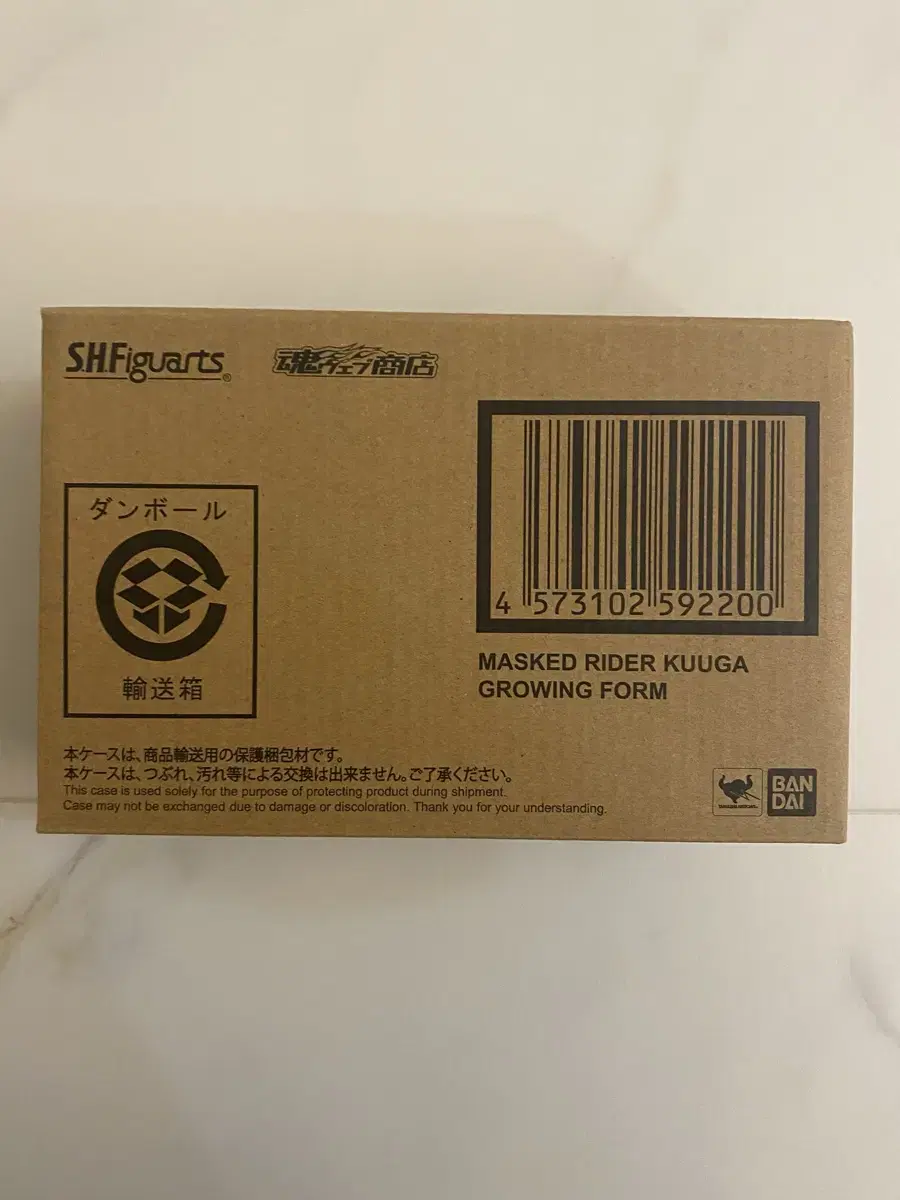 S.H.Figuarts®
魂ウェブ商店
ダンボール
輸送箱
4 573102 592200
MASKED RIDER KUUGA
GROWING FORM
本ケースは、商品輸送用の保護梱包材です。
本ケースは、つぶれ、汚れ等による交換は出来ません。ご了承ください。
This case is used solely for the purpose of protecting product during shipment.
Case may not be exchanged due to damage or discoloration. Thank you for your understanding.
BAN
DAI